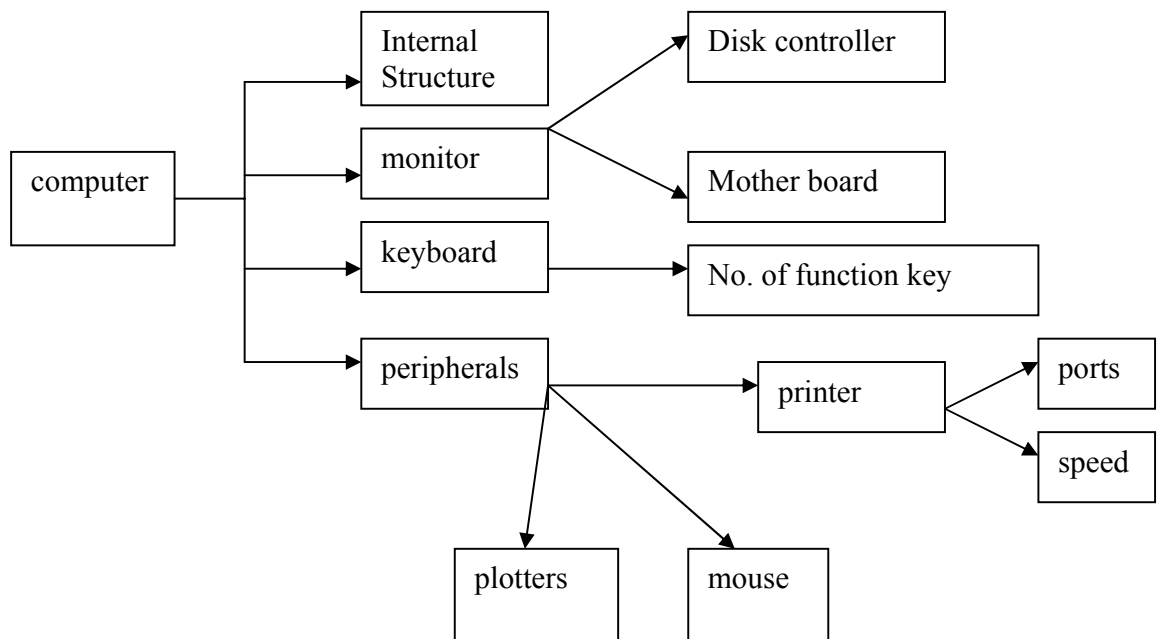 Internal
Structure
Disk controller
monitor
computer
Mother board
keyboard
No. of function key
peripherals
printer
ports
speed
plotters
mouse